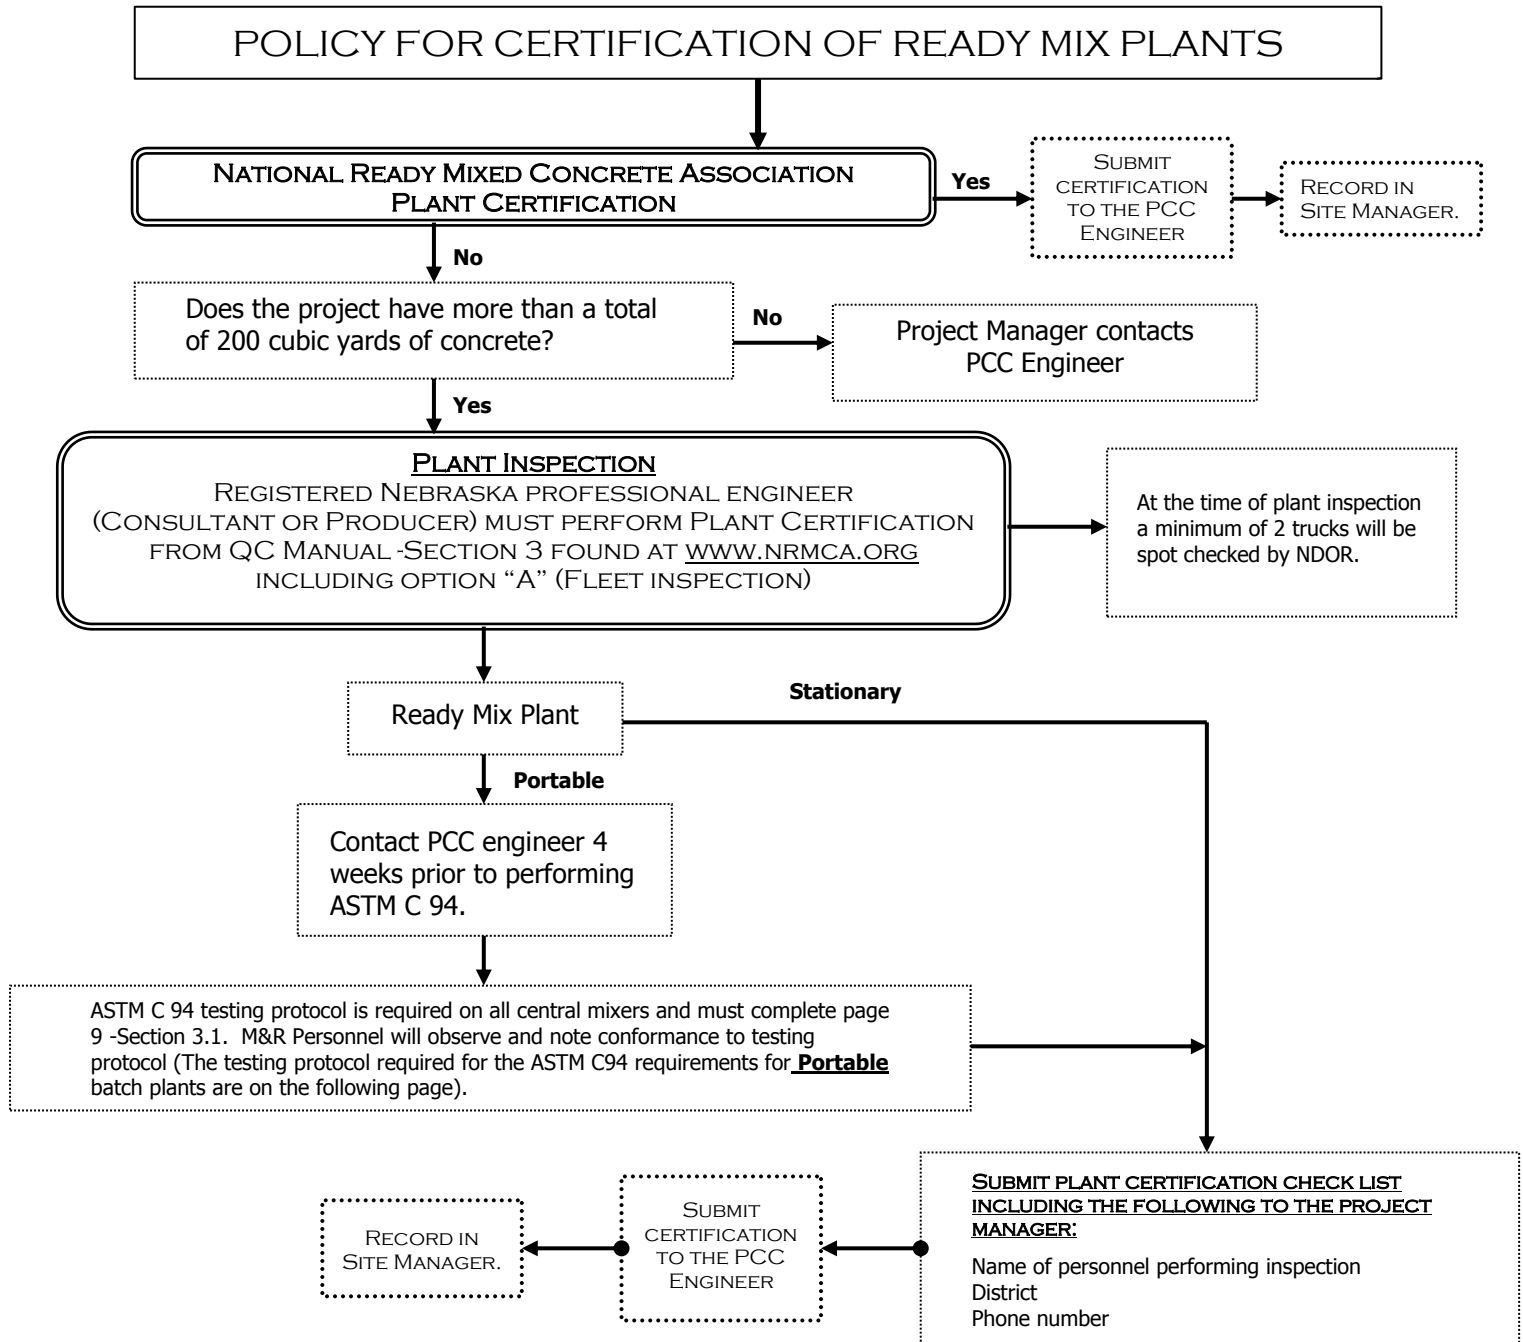 POLICY FOR CERTIFICATION OF READY MIX PLANTS
NATIONAL READY MIXED CONCRETE ASSOCIATION
PLANT CERTIFICATION
Yes
SUBMIT
CERTIFICATION
TO THE PCC
ENGINEER
RECORD IN
SITE MANAGER.
No
Does the project have more than a total
of 200 cubic yards of concrete?
No
Project Manager contacts
PCC Engineer
Yes
PLANT INSPECTION
REGISTERED NEBRASKA PROFESSIONAL ENGINEER
(CONSULTANT OR PRODUCER) MUST PERFORM PLANT CERTIFICATION
FROM QC MANUAL -SECTION 3 FOUND AT WWW.NRMCA.ORG
INCLUDING OPTION “A” (FLEET INSPECTION)
At the time of plant inspection
a minimum of 2 trucks will be
spot checked by NDOR.
Ready Mix Plant
Stationary
Portable
Contact PCC engineer 4
weeks prior to performing
ASTM C 94.
ASTM C 94 testing protocol is required on all central mixers and must complete page
9 -Section 3.1.  M&R Personnel will observe and note conformance to testing
protocol (The testing protocol required for the ASTM C94 requirements for Portable
batch plants are on the following page).
SUBMIT PLANT CERTIFICATION CHECK LIST
INCLUDING THE FOLLOWING TO THE PROJECT
MANAGER:
Name of personnel performing inspection
District
Phone number
SUBMIT
CERTIFICATION
TO THE PCC
ENGINEER
RECORD IN
SITE MANAGER.